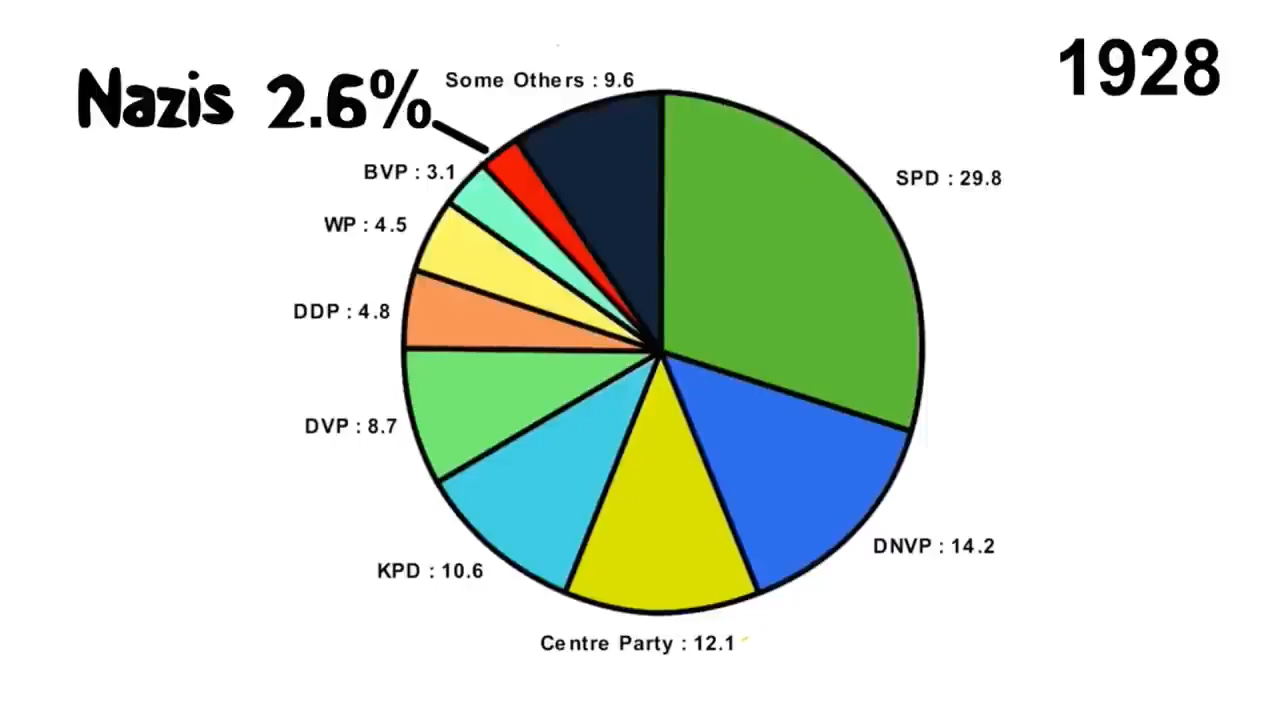 1928
Nazis 2.6%
Some Others : 9.6
BVP : 3.1
SPD : 29.8
WP : 4.5
DDP : 4.8
DVP : 8.7
DNVP : 14.2
KPD : 10.6
Centre Party : 12.1